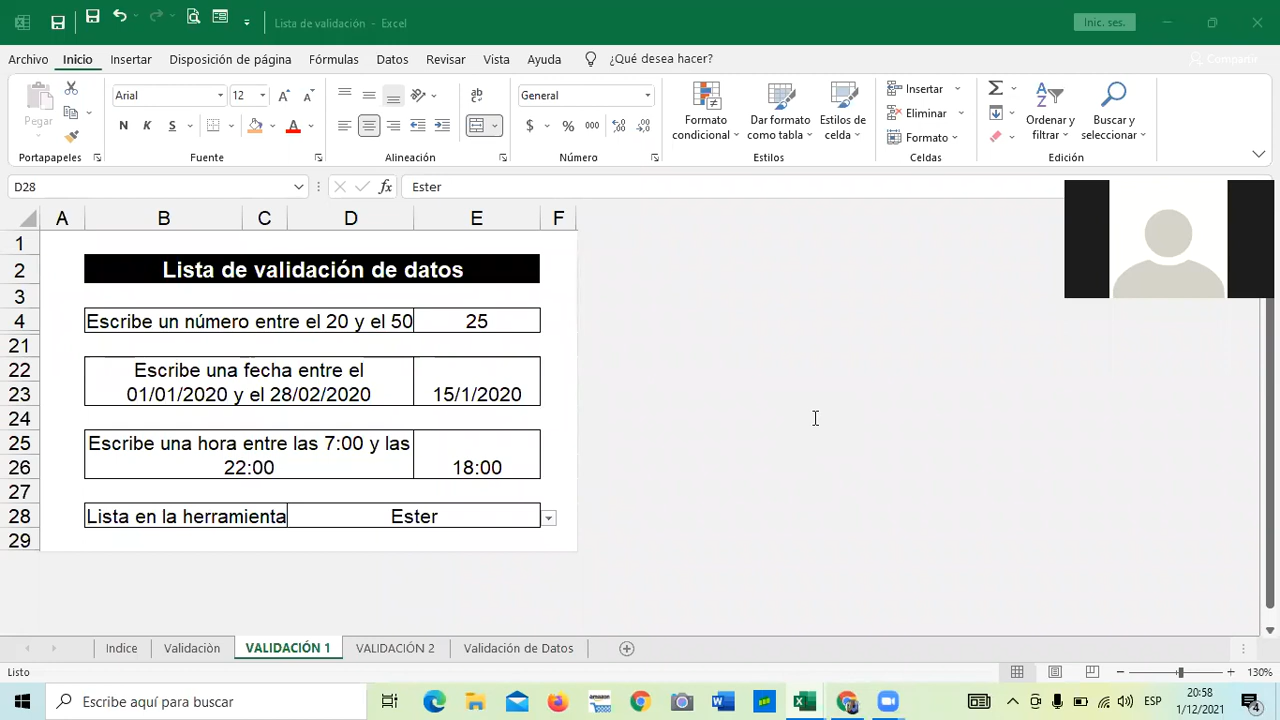 Lista de validación - Excel
Inic. ses.
Archivo Inicio Insertar Disposición de página Fórmulas Datos Revisar Vista Ayuda ¿Qué desea hacer? Compartir
Pegar
Arial 12
N K S A
ab
General
$ % 000
Formato condicional
Dar formato como tabla
Estilos de celda
Insertar
Eliminar
Formato
Ordenar y filtrar
Buscar y seleccionar
Portapapeles Fuente Alineación Número Estilos Celdas Edición
D28 fx Ester
A B C D E F
1
2 Lista de validación de datos
3
4 Escribe un número entre el 20 y el 50 25
21
22 Escribe una fecha entre el
23 01/01/2020 y el 28/02/2020 15/1/2020
24
25 Escribe una hora entre las 7:00 y las
26 22:00 18:00
27
28 Lista en la herramienta Ester
29
Indice Validaciòn VALIDACIÓN 1 VALIDACIÓN 2 Validación de Datos
Listo 130%
Escribe aquí para buscar
amazon
ESP
20:58
1/12/2021
4